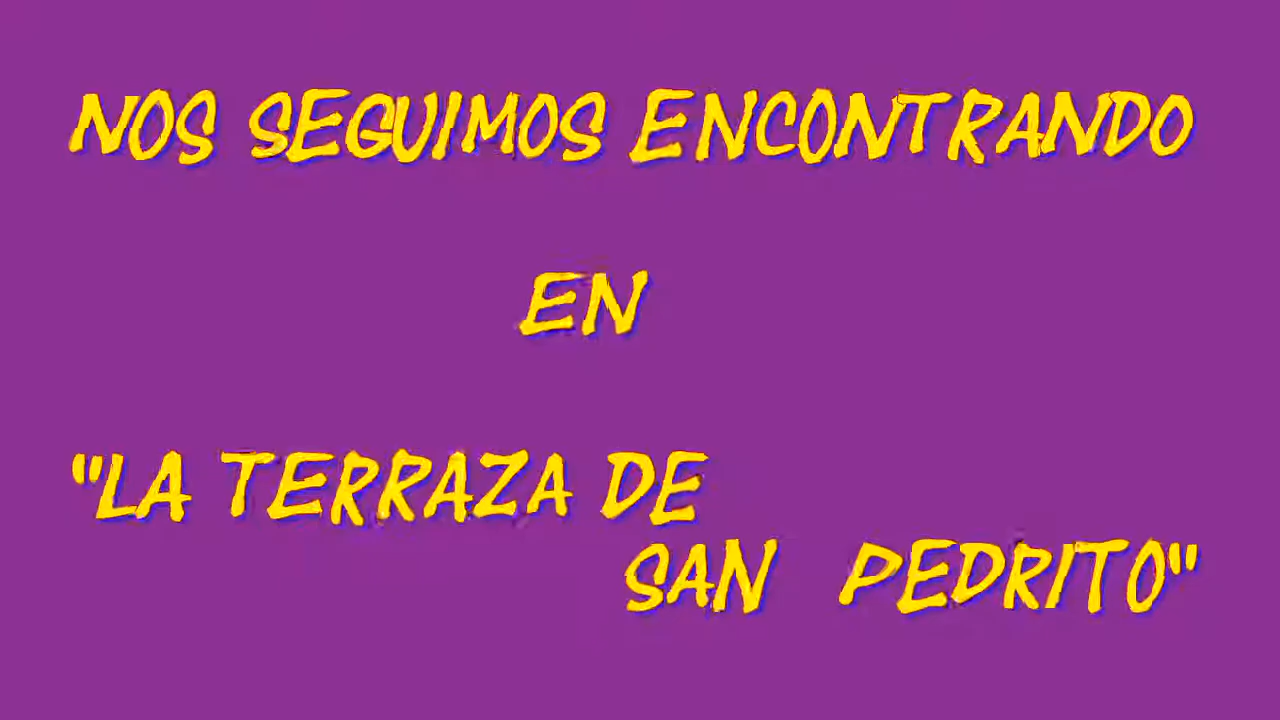 NOS SEGUIMOS ENCONTRANDO
EN
"LA TERRAZA DE
SAN PEDRITO"